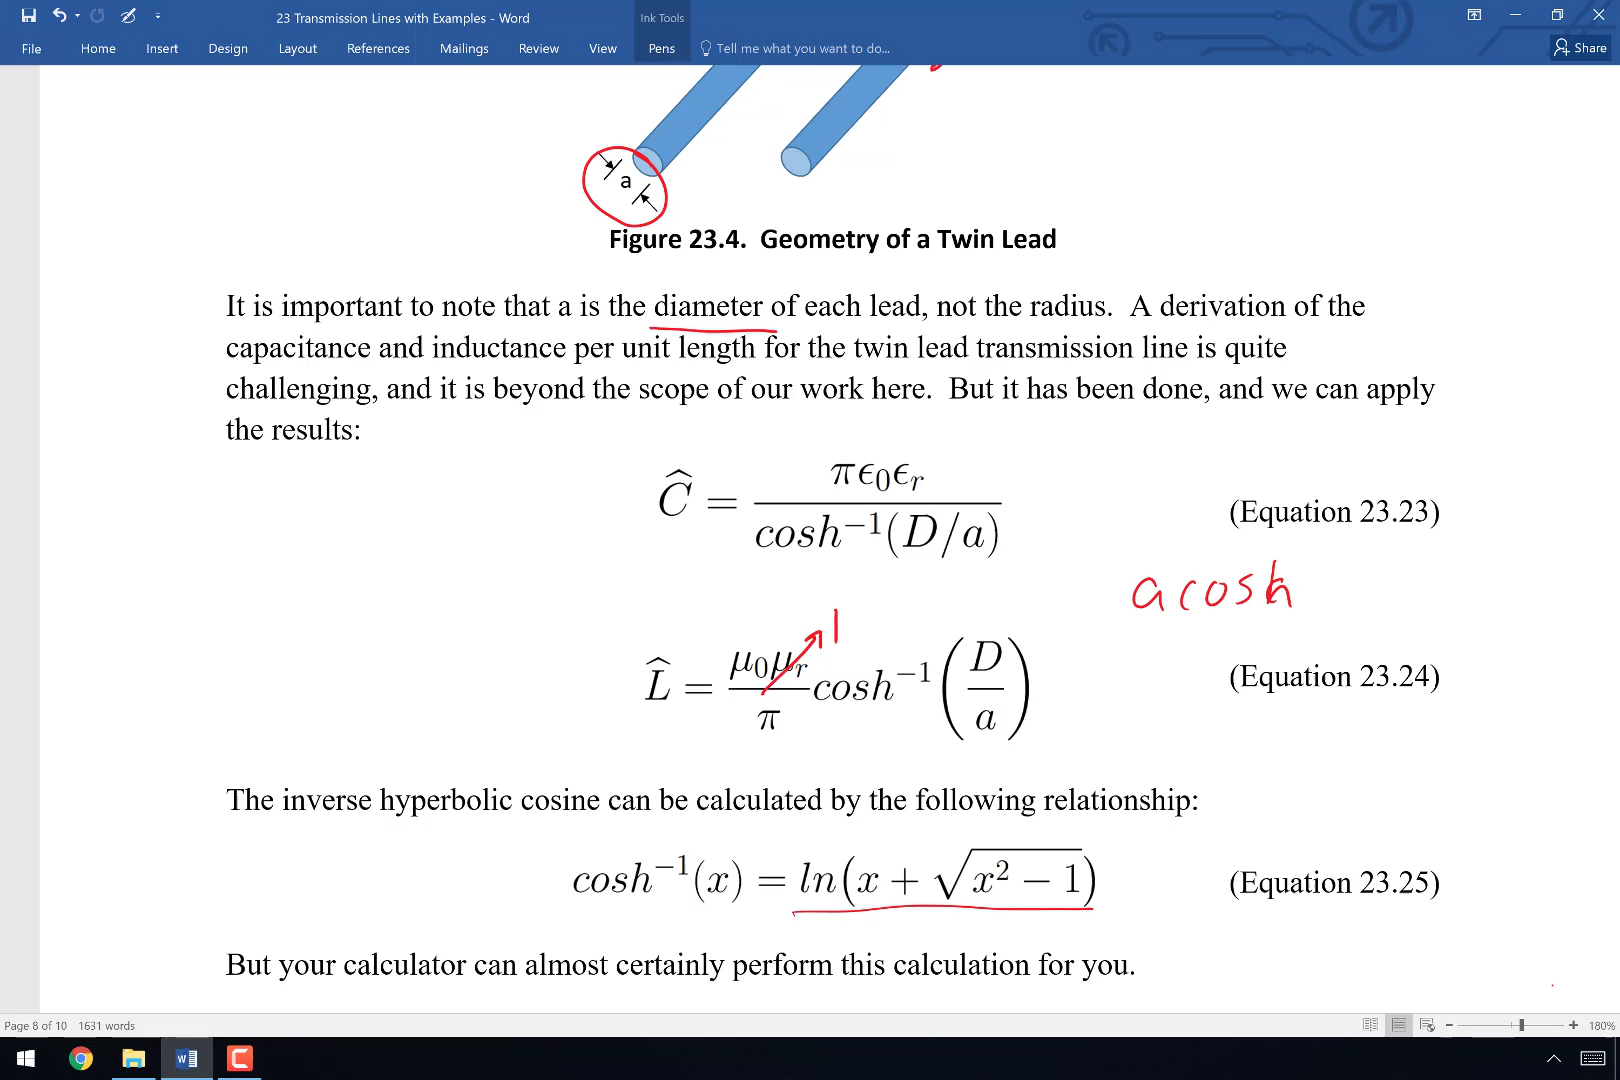 23 Transmission Lines with Examples - Word
Ink Tools
File Home Insert Design Layout References Mailings Review View Pens Tell me what you want to do... Share
a
Figure 23.4. Geometry of a Twin Lead
It is important to note that a is the diameter of each lead, not the radius. A derivation of the
capacitance and inductance per unit length for the twin lead transmission line is quite
challenging, and it is beyond the scope of our work here. But it has been done, and we can apply
the results:
Ĉ = πϵ₀ϵᵣ / cosh⁻¹(D/a) (Equation 23.23)
acosh
1
L̂ = μ₀μᵣ / π cosh⁻¹(D/a) (Equation 23.24)
The inverse hyperbolic cosine can be calculated by the following relationship:
cosh⁻¹(x) = ln(x + √(x² − 1)) (Equation 23.25)
But your calculator can almost certainly perform this calculation for you.
Page 8 of 10 1631 words
180%